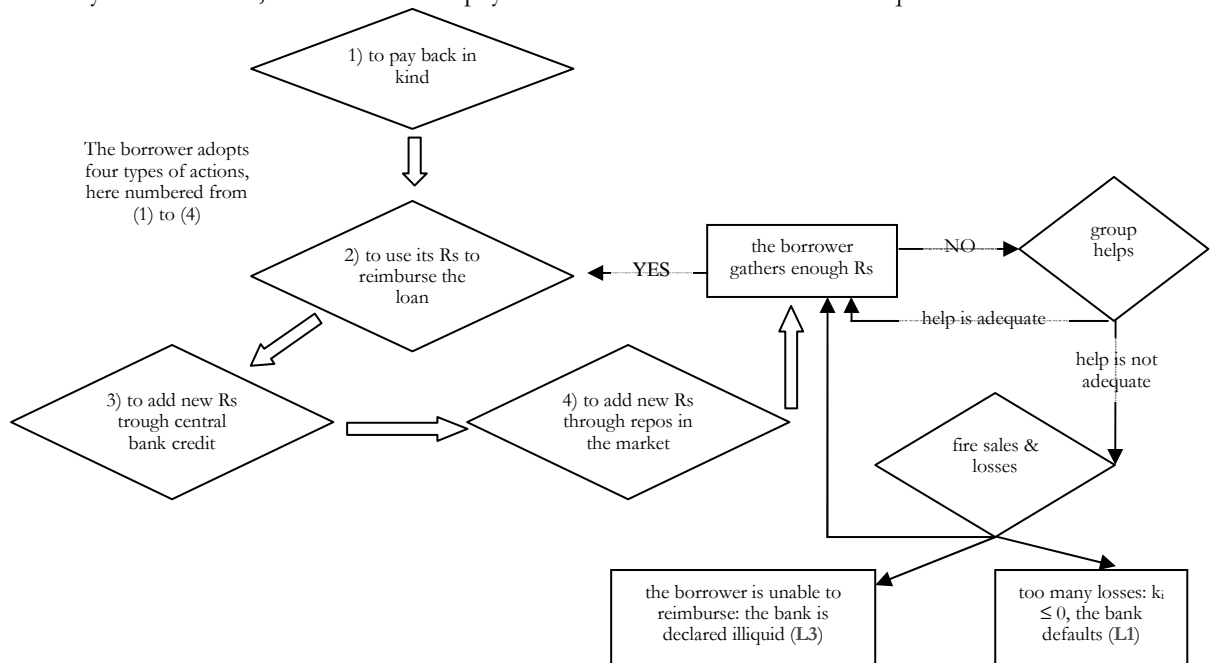 1) to pay back in
kind
The borrower adopts
four types of actions,
here numbered from
(1) to (4)
2) to use its Rs to
reimburse the
loan
YES
the borrower
gathers enough Rs
NO
group
helps
help is adequate
help is not
adequate
3) to add new Rs
trough central
bank credit
4) to add new Rs
through repos in
the market
fire sales &
losses
the borrower is unable to
reimburse: the bank is
declared illiquid (L3)
too many losses: ki
≤ 0, the bank
defaults (L1)